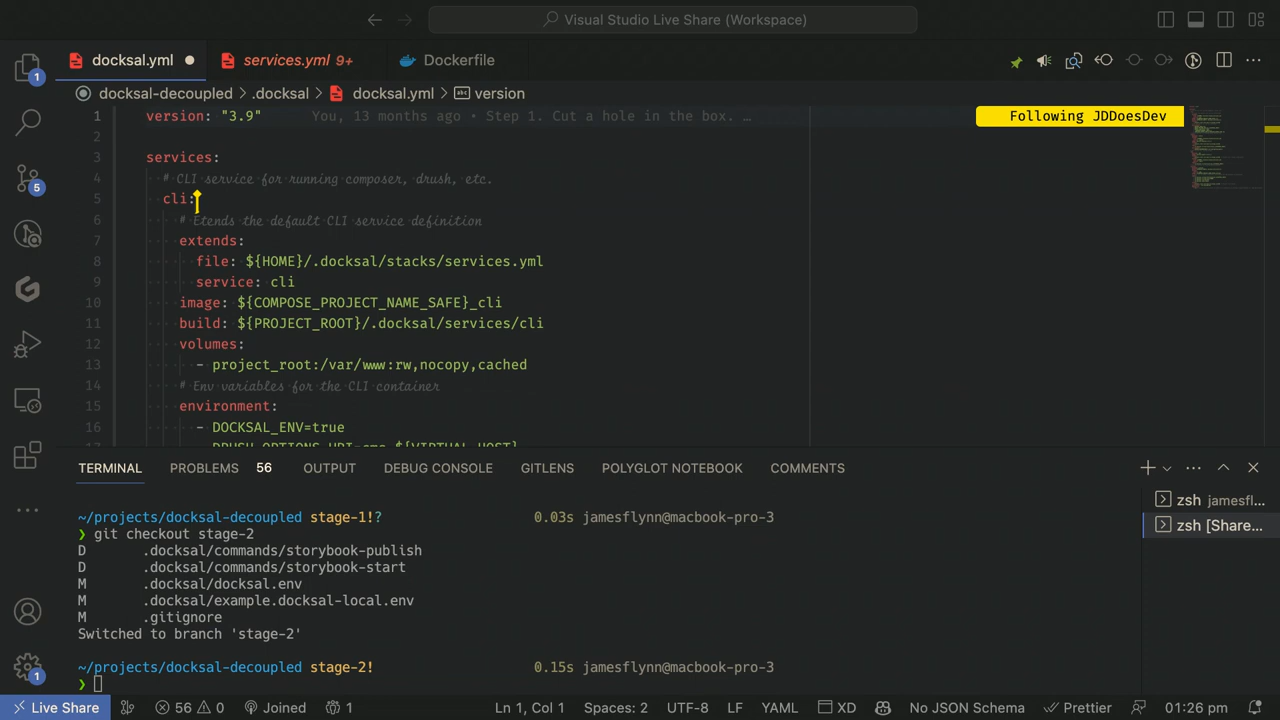 Visual Studio Live Share (Workspace)
docksal.yml
services.yml 9+
Dockerfile
docksal-decoupled > .docksal > docksal.yml > abc version
1 version: "3.9" You, 13 months ago • Step 1. Cut a hole in the box. …
Following JDDoesDev
2
3 services:
4 # CLI service for running composer, drush, etc.
5 cli:
6 # Etends the default CLI service definition
7 extends:
8 file: ${HOME}/.docksal/stacks/services.yml
9 service: cli
10 image: ${COMPOSE_PROJECT_NAME_SAFE}_cli
11 build: ${PROJECT_ROOT}/.docksal/services/cli
12 volumes:
13 - project_root:/var/www:rw,nocopy,cached
14 # Env variables for the CLI container
15 environment:
16 - DOCKSAL_ENV=true
1
5
1
TERMINAL PROBLEMS 56 OUTPUT DEBUG CONSOLE GITLENS POLYGLOT NOTEBOOK COMMENTS
zsh jamesfl...
zsh [Share...
~/projects/docksal-decoupled stage-1!? 0.03s jamesflynn@macbook-pro-3
❯ git checkout stage-2
D .docksal/commands/storybook-publish
D .docksal/commands/storybook-start
M .docksal/docksal.env
M .docksal/example.docksal-local.env
M .gitignore
Switched to branch 'stage-2'
~/projects/docksal-decoupled stage-2! 0.15s jamesflynn@macbook-pro-3
❯
Live Share 56 0 Joined 1 Ln 1, Col 1 Spaces: 2 UTF-8 LF YAML XD No JSON Schema Prettier 01:26 pm